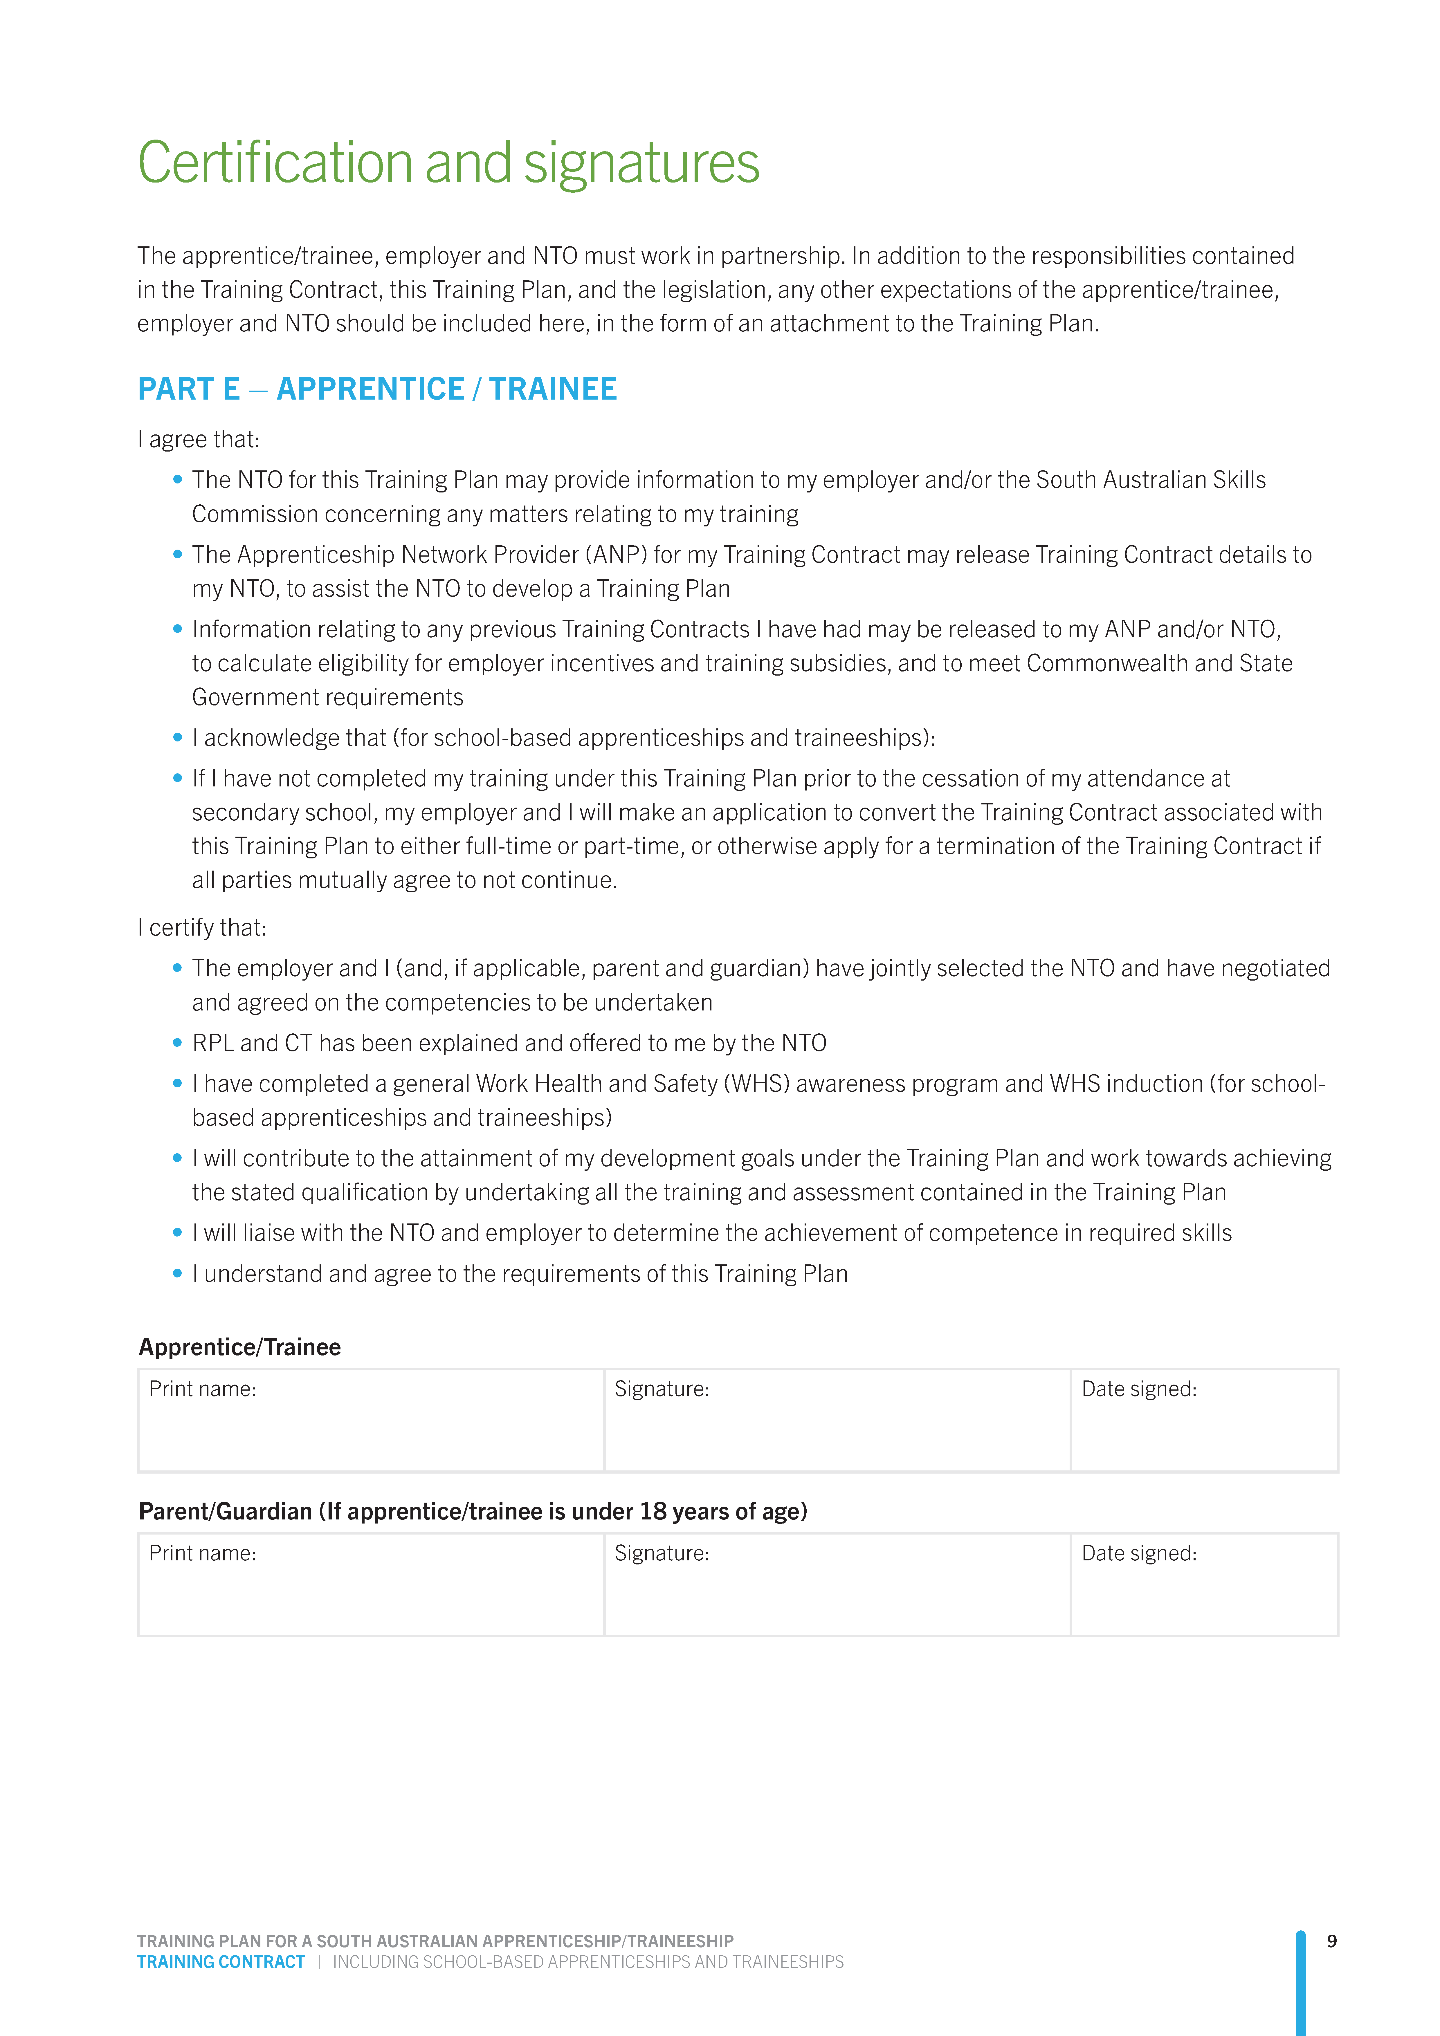 Certification and signatures
The apprentice/trainee, employer and NTO must work in partnership. In addition to the responsibilities contained
in the Training Contract, this Training Plan, and the legislation, any other expectations of the apprentice/trainee,
employer and NTO should be included here, in the form of an attachment to the Training Plan.
PART E – APPRENTICE / TRAINEE
I agree that:
• The NTO for this Training Plan may provide information to my employer and/or the South Australian Skills
Commission concerning any matters relating to my training
• The Apprenticeship Network Provider (ANP) for my Training Contract may release Training Contract details to
my NTO, to assist the NTO to develop a Training Plan
• Information relating to any previous Training Contracts I have had may be released to my ANP and/or NTO,
to calculate eligibility for employer incentives and training subsidies, and to meet Commonwealth and State
Government requirements
• I acknowledge that (for school-based apprenticeships and traineeships):
• If I have not completed my training under this Training Plan prior to the cessation of my attendance at
secondary school, my employer and I will make an application to convert the Training Contract associated with
this Training Plan to either full-time or part-time, or otherwise apply for a termination of the Training Contract if
all parties mutually agree to not continue.
I certify that:
• The employer and I (and, if applicable, parent and guardian) have jointly selected the NTO and have negotiated
and agreed on the competencies to be undertaken
• RPL and CT has been explained and offered to me by the NTO
• I have completed a general Work Health and Safety (WHS) awareness program and WHS induction (for school-
based apprenticeships and traineeships)
• I will contribute to the attainment of my development goals under the Training Plan and work towards achieving
the stated qualification by undertaking all the training and assessment contained in the Training Plan
• I will liaise with the NTO and employer to determine the achievement of competence in required skills
• I understand and agree to the requirements of this Training Plan
Apprentice/Trainee
Print name: Signature: Date signed:
Parent/Guardian (If apprentice/trainee is under 18 years of age)
Print name: Signature: Date signed:
TRAINING PLAN FOR A SOUTH AUSTRALIAN APPRENTICESHIP/TRAINEESHIP 9
TRAINING CONTRACT | INCLUDING SCHOOL-BASED APPRENTICESHIPS AND TRAINEESHIPS